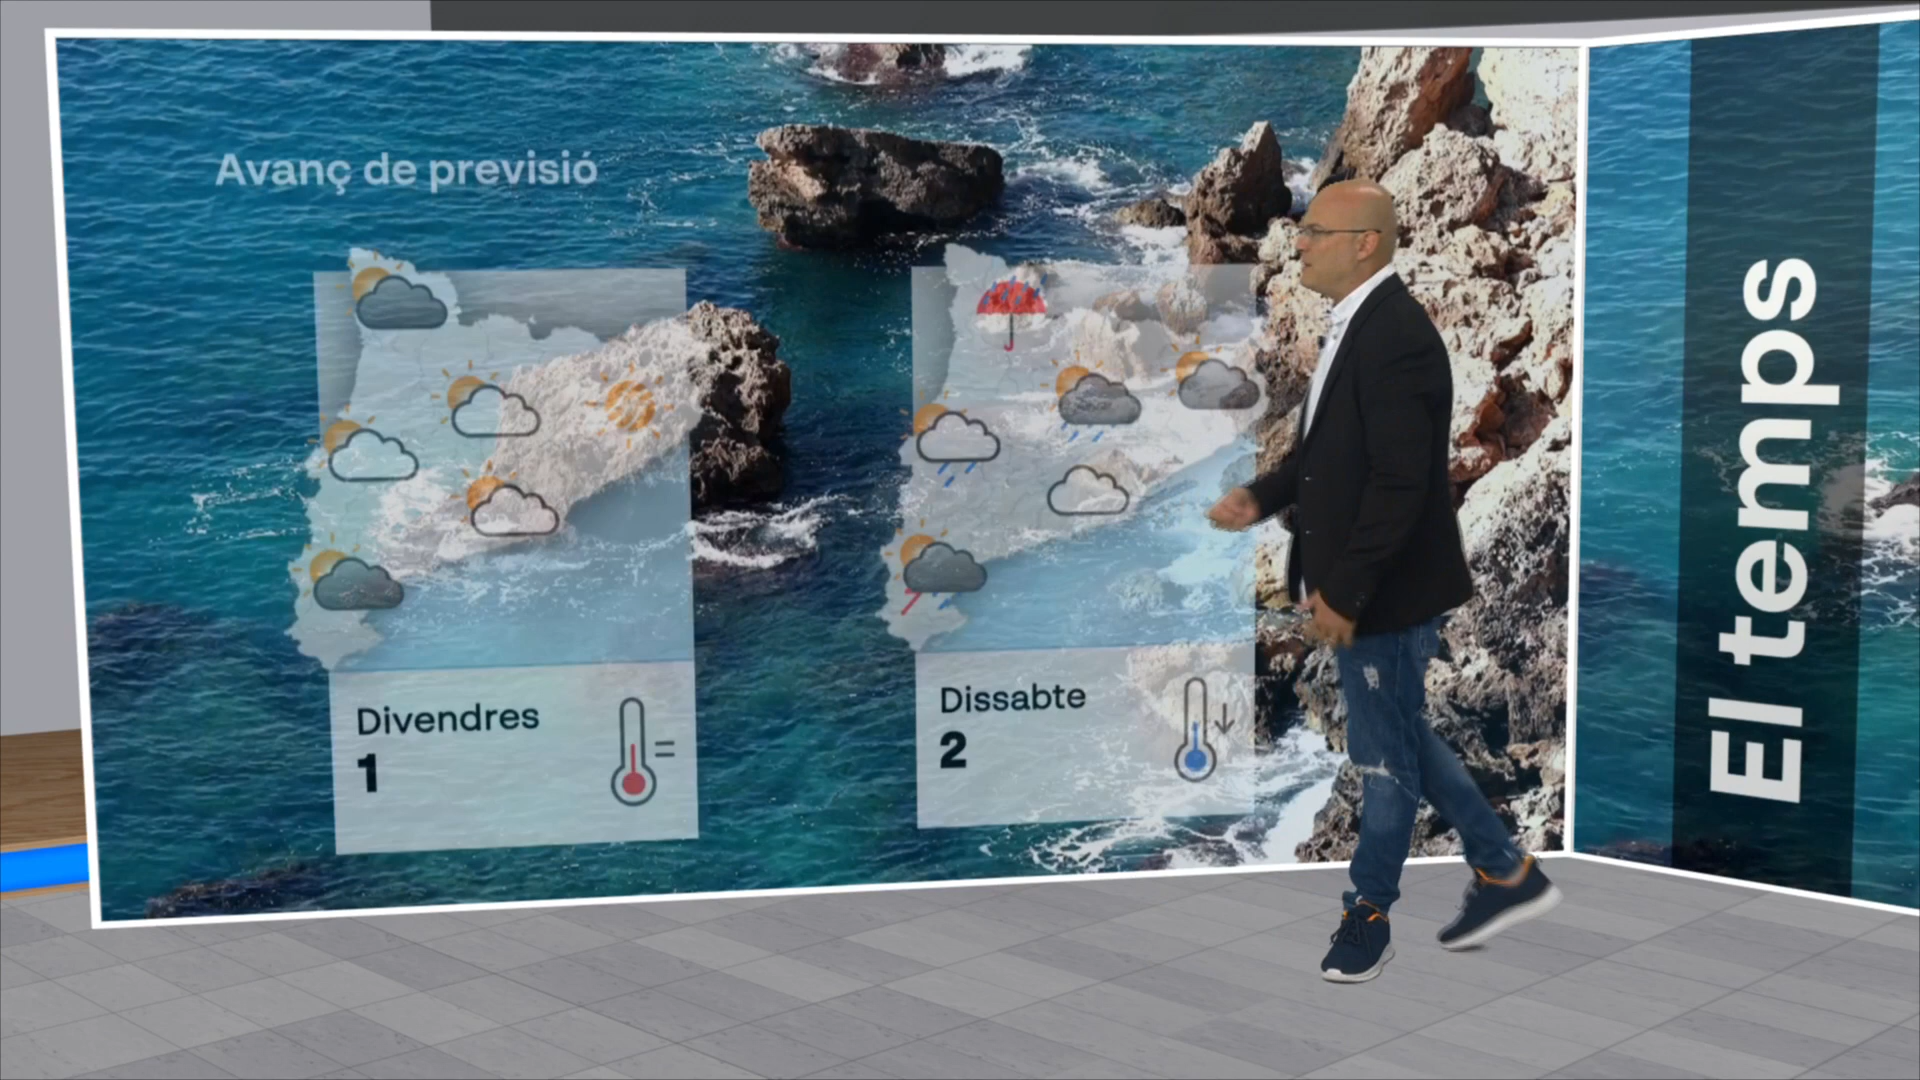 Avanç de previsió
Divendres
1
=
Dissabte
2
El temps